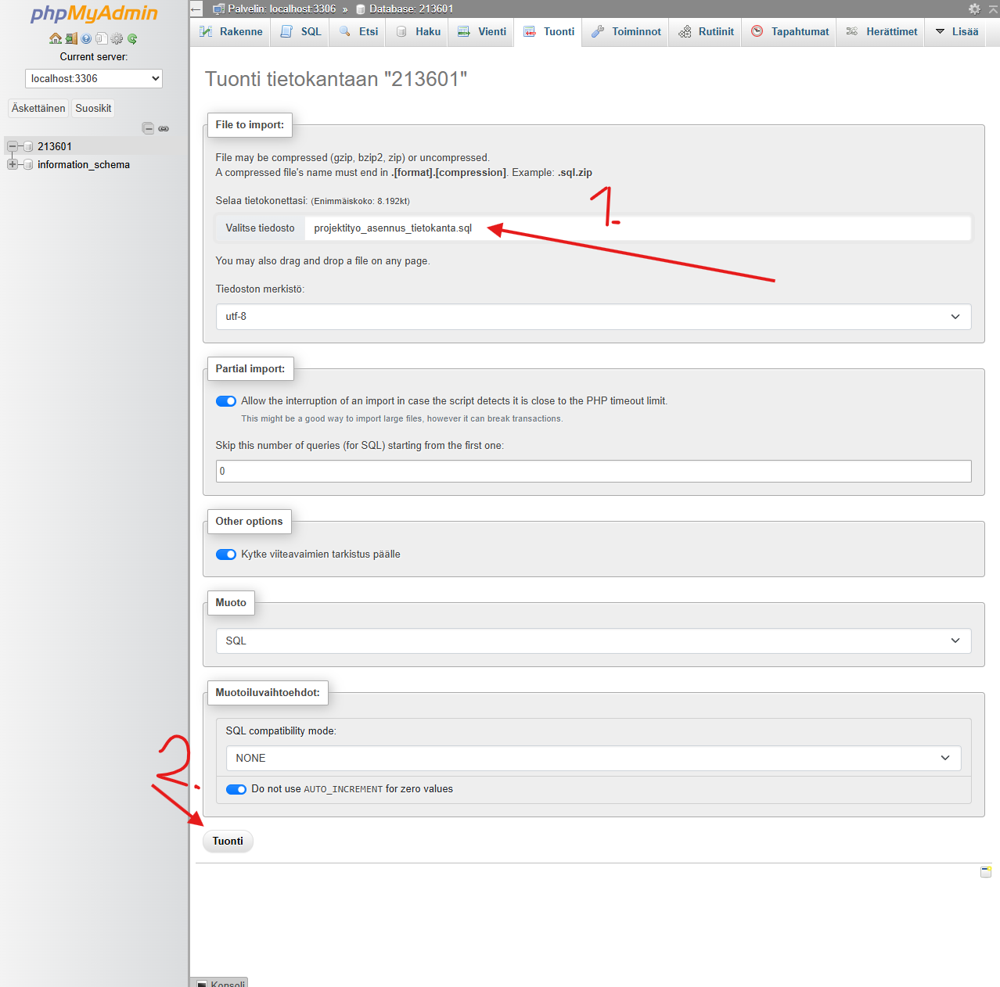 phpMyAdmin
Current server:
localhost:3306
Äskettäinen Suosikit
213601
information_schema
Palvelin: localhost:3306 » Database: 213601
Rakenne SQL Etsi Haku Vienti Tuonti Toiminnot Rutiinit Tapahtumat Herättimet Lisää
Tuonti tietokantaan "213601"
File to import:
File may be compressed (gzip, bzip2, zip) or uncompressed.
A compressed file's name must end in .[format].[compression]. Example: .sql.zip
1.
Selaa tietokonettasi: (Enimmäiskoko: 8.192kt)
Valitse tiedosto projektityo_asennus_tietokanta.sql
You may also drag and drop a file on any page.
Tiedoston merkistö:
utf-8
Partial import:
Allow the interruption of an import in case the script detects it is close to the PHP timeout limit.
This might be a good way to import large files, however it can break transactions.
Skip this number of queries (for SQL) starting from the first one:
0
Other options
Kytke viiteavaimien tarkistus päälle
Muoto
SQL
Muotoiluvaihtoehdot:
SQL compatibility mode:
NONE
2.
Do not use AUTO_INCREMENT for zero values
Tuonti
Konsoli